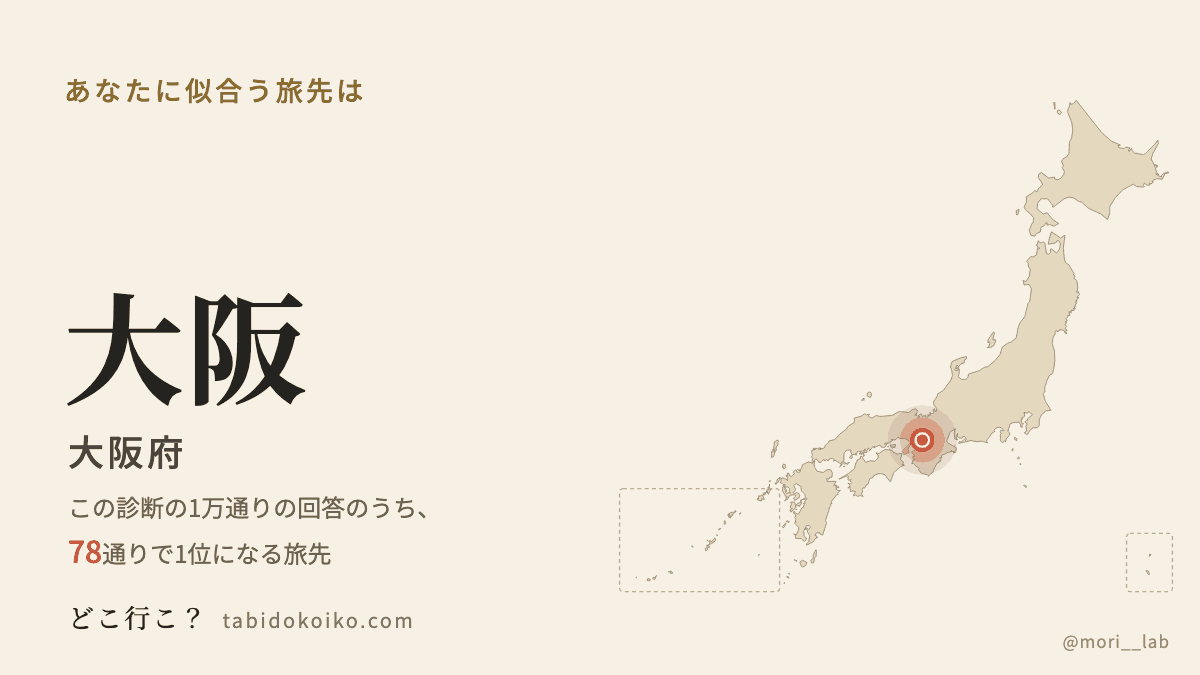 あなたに似合う旅先は
大阪
大阪府
この診断の1万通りの回答のうち、
78通りで1位になる旅先
どこ行こ？ tabidokoiko.com
@mori__lab